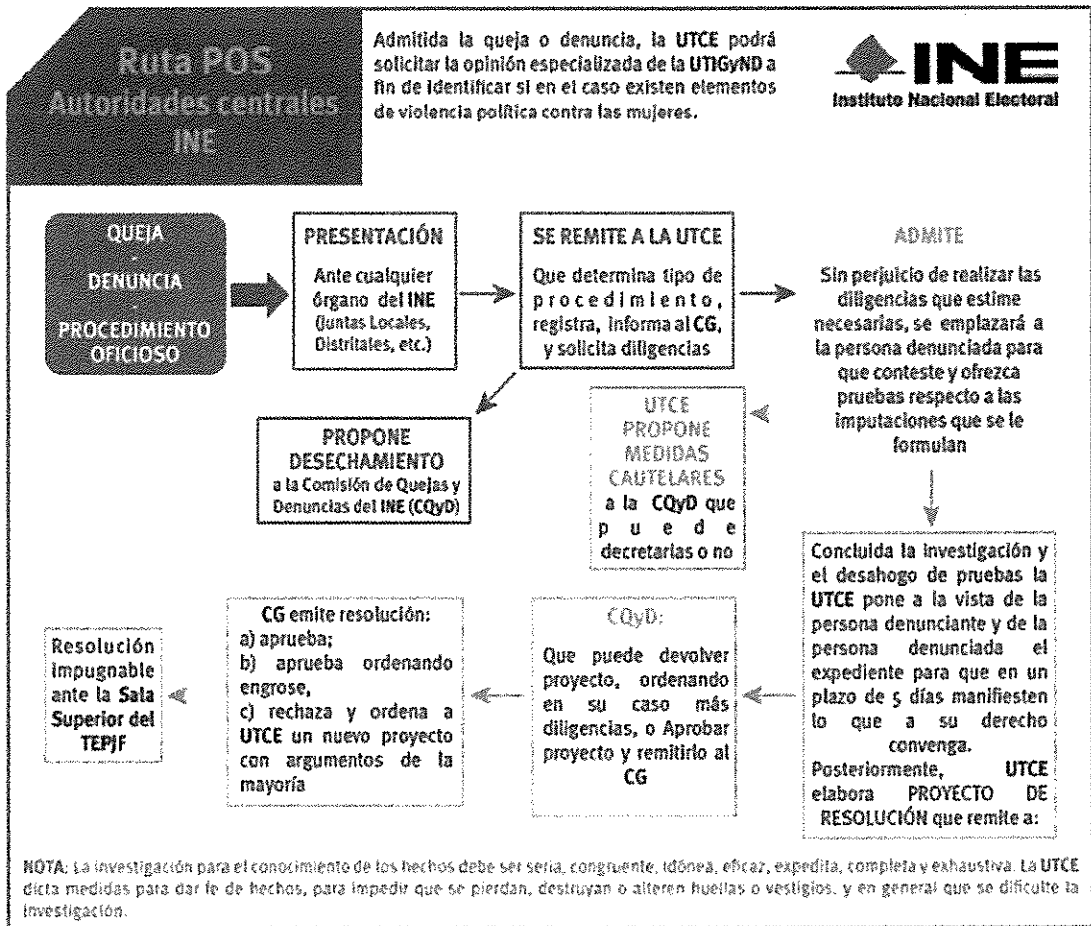 Ruta POS
Autoridades centrales
INE
Admitida la queja o denuncia, la UTCE podrá
solicitar la opinión especializada de la UTIGyND a
fin de identificar si en el caso existen elementos
de violencia política contra las mujeres.
INE
Instituto Nacional Electoral
QUEJA
-
DENUNCIA
-
PROCEDIMIENTO
OFICIOSO
PRESENTACIÓN
Ante cualquier
órgano del INE
(Juntas Locales,
Distritales, etc.)
SE REMITE A LA UTCE
Que determina tipo de
procedimiento,
registra, informa al CG,
y solicita diligencias
ADMITE
Sin perjuicio de realizar las
diligencias que estime
necesarias, se emplazará a
la persona denunciada para
que conteste y ofrezca
pruebas respecto a las
imputaciones que se le
formulan
PROPONE
DESECHAMIENTO
a la Comisión de Quejas y
Denuncias del INE (CQyD)
UTCE
PROPONE
MEDIDAS
CAUTELARES
a la CQyD que
puede
decretarlas o no
Concluida la investigación y
el desahogo de pruebas la
UTCE pone a la vista de la
persona denunciante y de la
persona denunciada el
expediente para que en un
plazo de 5 días manifiesten
lo que a su derecho
convenga.
Posteriormente, UTCE
elabora PROYECTO DE
RESOLUCIÓN que remite a:
CQyD:
Que puede devolver
proyecto, ordenando
en su caso más
diligencias, o Aprobar
proyecto y remitirlo al
CG
CG emite resolución:
a) aprueba;
b) aprueba ordenando
engrose,
c) rechaza y ordena a
UTCE un nuevo proyecto
con argumentos de la
mayoría
Resolución
impugnable
ante la Sala
Superior del
TEPJF
NOTA: La investigación para el conocimiento de los hechos debe ser seria, congruente, idónea, eficaz, expedita, completa y exhaustiva. La UTCE
dicta medidas para dar fe de hechos, para impedir que se pierdan, destruyan o alteren huellas o vestigios, y en general que se dificulte la
investigación.